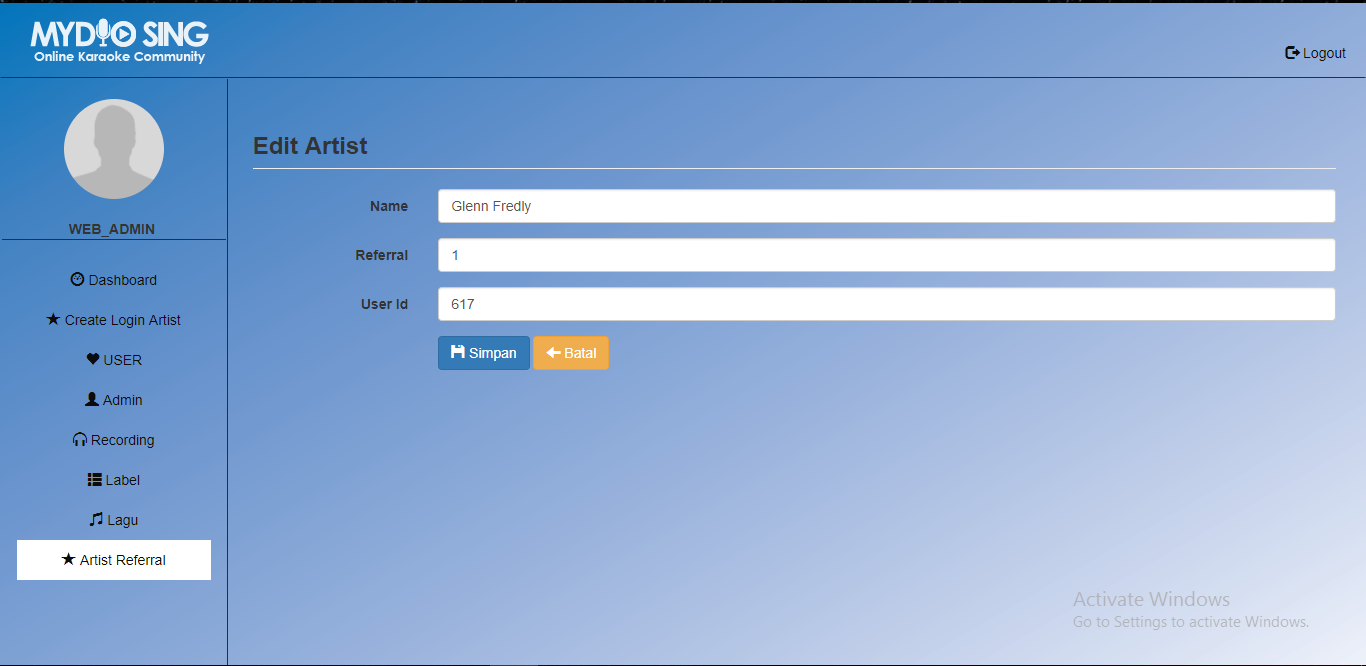 MYDIO SING
Online Karaoke Community
Logout
WEB_ADMIN
Dashboard
Create Login Artist
USER
Admin
Recording
Label
Lagu
Artist Referral
Edit Artist
Name Glenn Fredly
Referral 1
User Id 617
Simpan Batal
Activate Windows
Go to Settings to activate Windows.